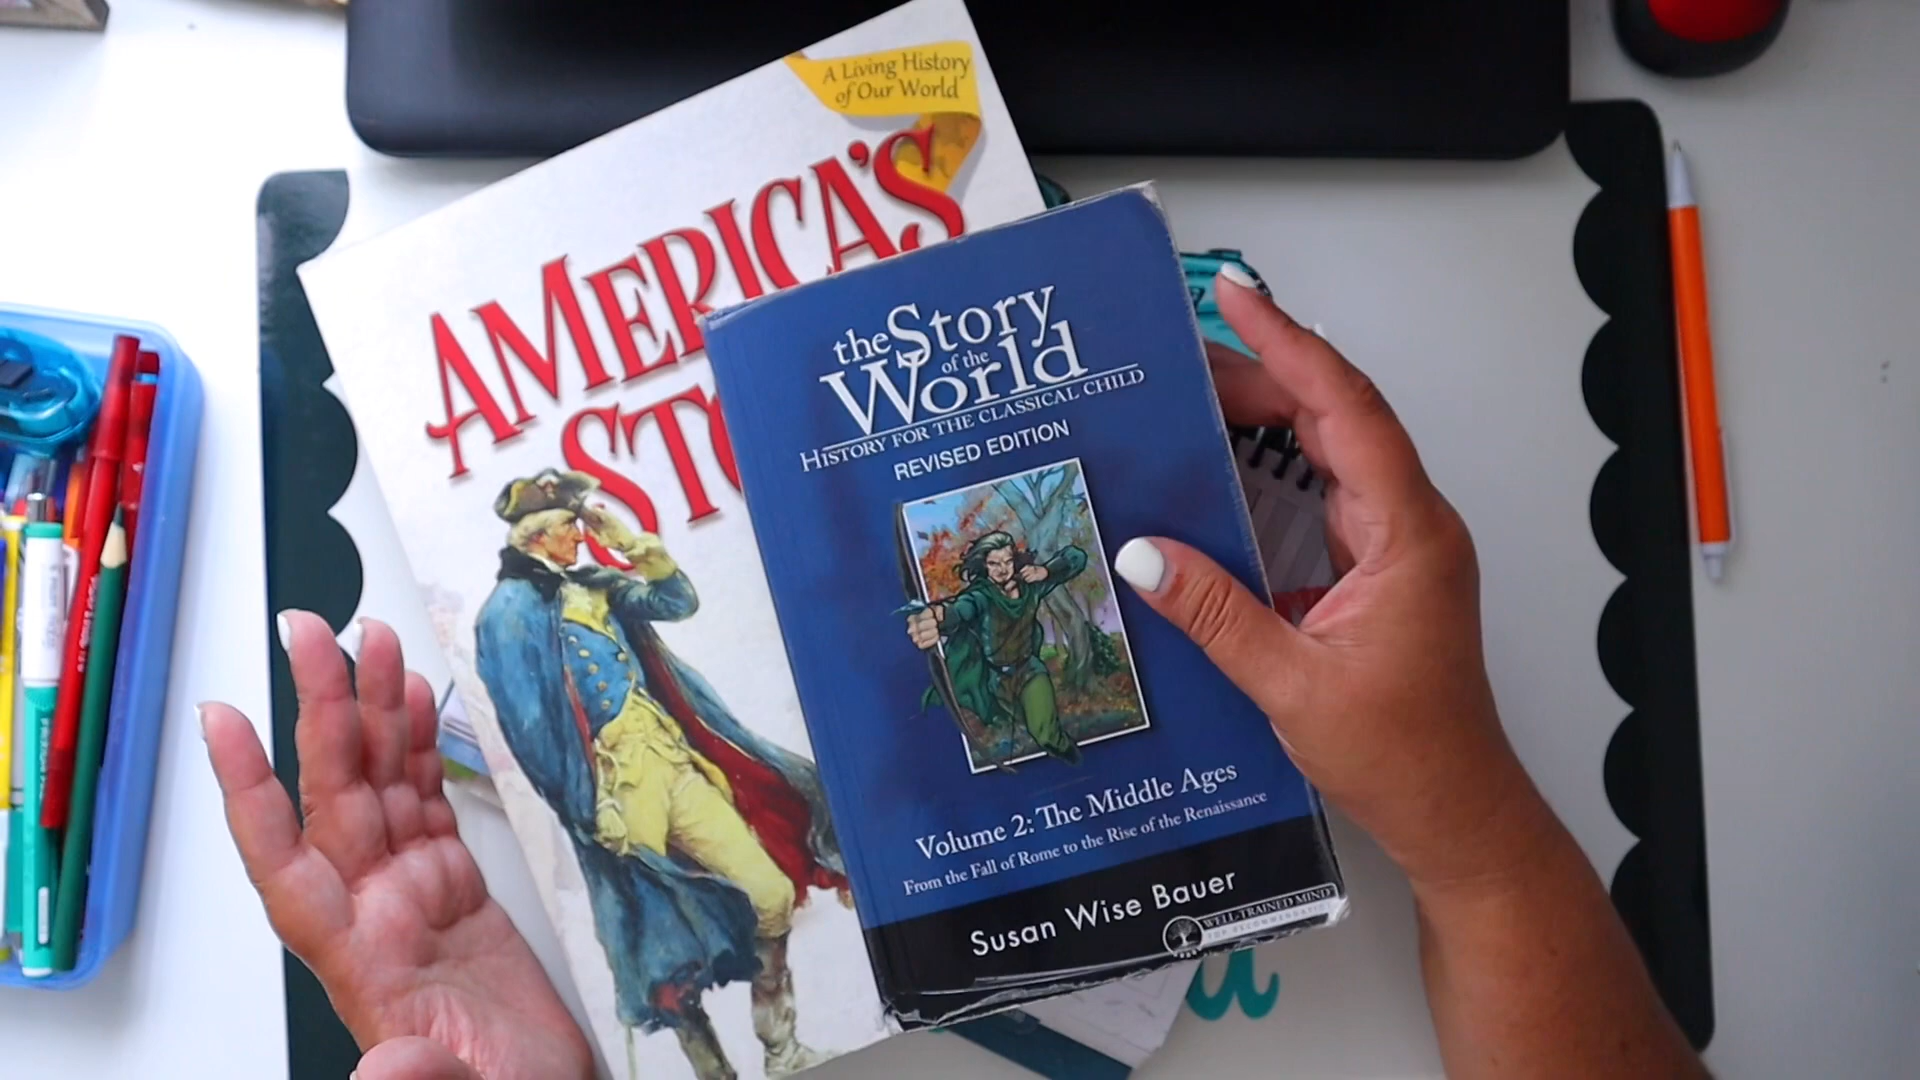 A Living History
of Our World
AMERICA'S
the Story
of the
World
HISTORY FOR THE CLASSICAL CHILD
REVISED EDITION
Volume 2: The Middle Ages
From the Fall of Rome to the Rise of the Renaissance
Susan Wise Bauer
WELL-TRAINED MIND